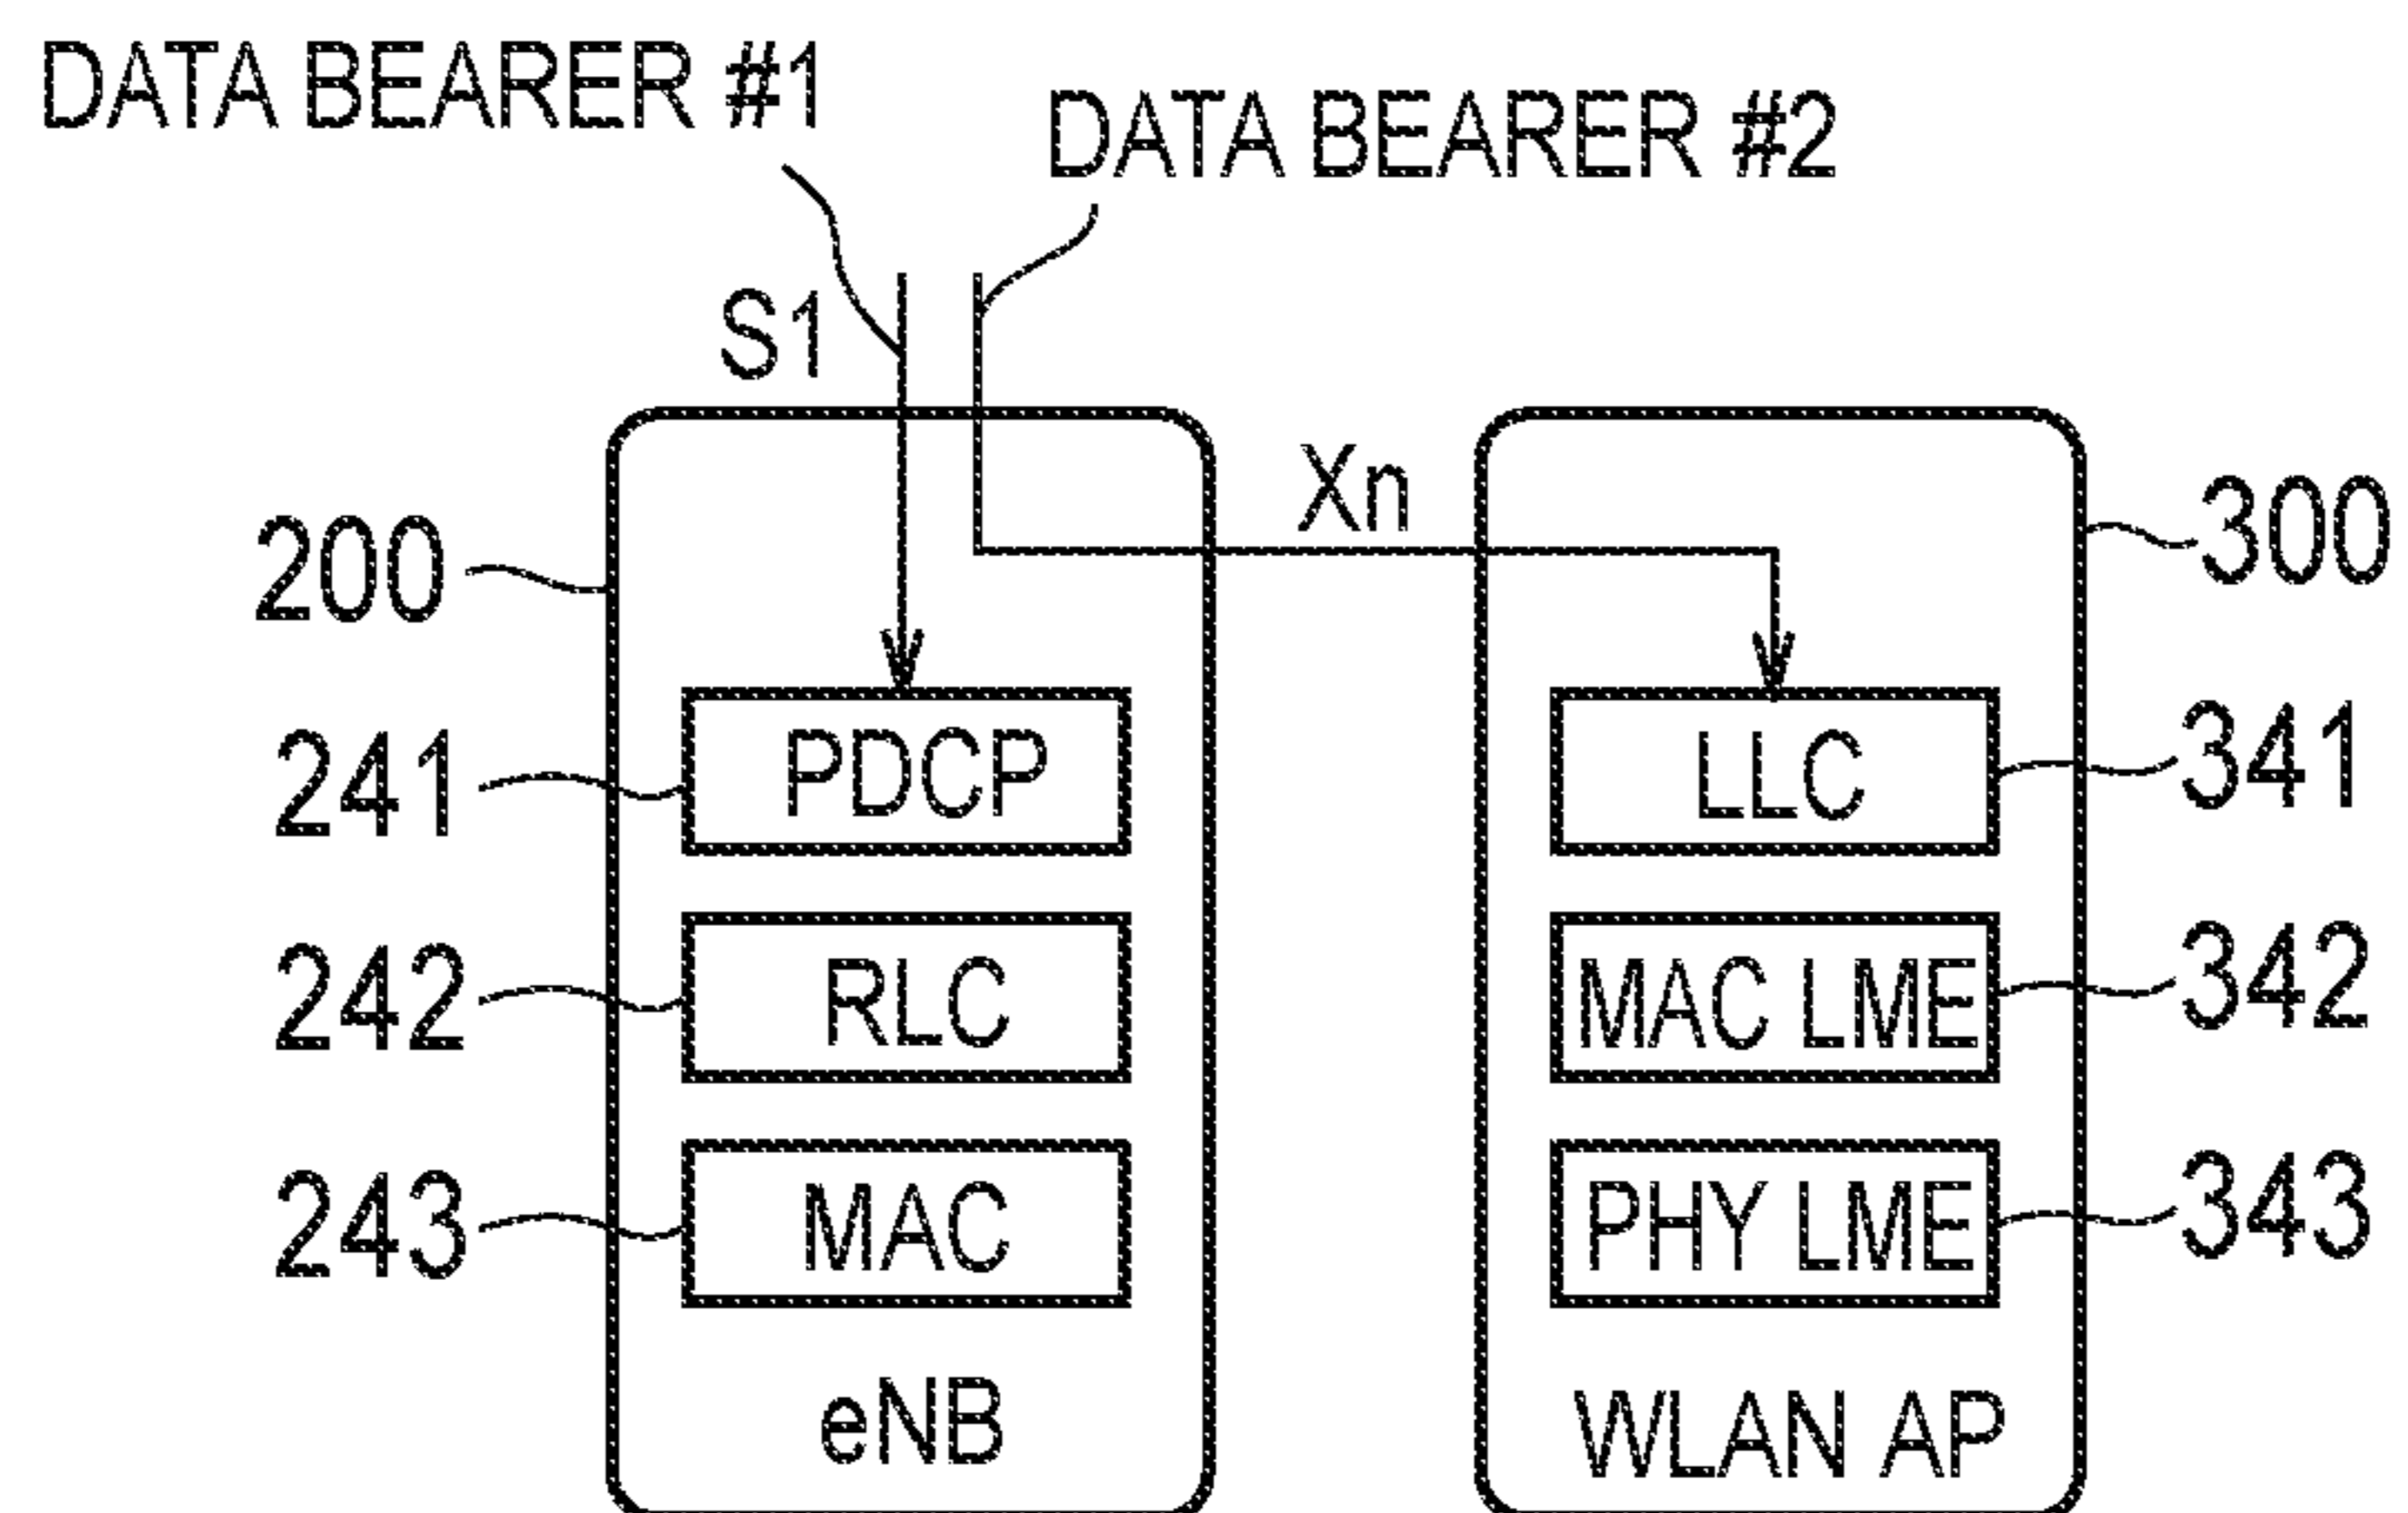 DATA BEARER #1
DATA BEARER #2
S1
Xn
200
300
241
PDCP
LLC
341
242
RLC
MAC LME
342
243
MAC
PHY LME
343
eNB
WLAN AP